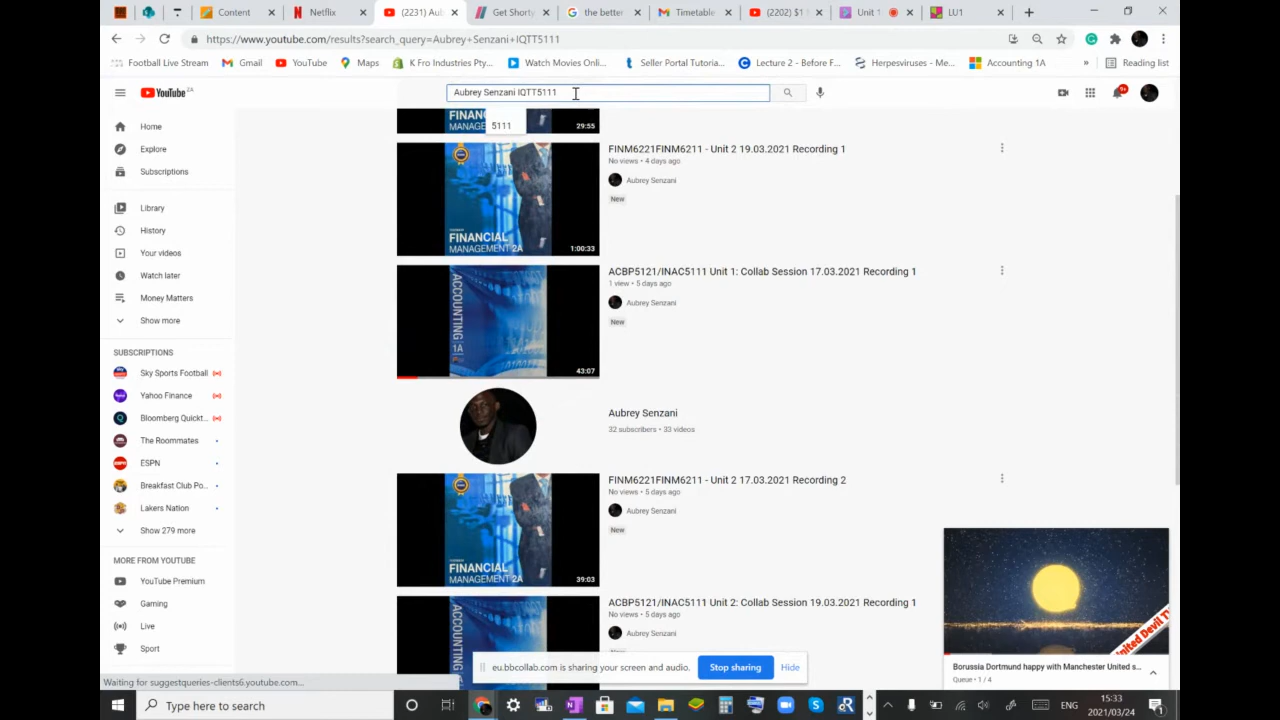 Content
Netflix
(2231) Aub
Get Shorty
the better
Timetable
(2202) $1
Unit 1
LU1
https://www.youtube.com/results?search_query=Aubrey+Senzani+IQTT5111
Football Live Stream
Gmail
YouTube
Maps
K Fro Industries Pty...
Watch Movies Onli...
Seller Portal Tutoria...
Lecture 2 - Before F...
Herpesviruses - Me...
Accounting 1A
»
Reading list
YouTube ZA
Aubrey Senzani IQTT5111
9+
5111
Home
Explore
Subscriptions
Library
History
Your videos
Watch later
Money Matters
Show more
SUBSCRIPTIONS
Sky Sports Football
Yahoo Finance
Bloomberg Quickt...
The Roommates
ESPN
Breakfast Club Po...
Lakers Nation
Show 279 more
MORE FROM YOUTUBE
YouTube Premium
Gaming
Live
Sport
FINAN
MANAGE
29:55
FINANCIAL
MANAGEMENT 2A
1:00:33
FINM6221FINM6211 - Unit 2 19.03.2021 Recording 1
No views • 4 days ago
Aubrey Senzani
New
ACCOUNTING 1A
43:07
ACBP5121/INAC5111 Unit 1: Collab Session 17.03.2021 Recording 1
1 view • 5 days ago
Aubrey Senzani
New
Aubrey Senzani
32 subscribers • 33 videos
FINANCIAL
MANAGEMENT 2A
39:03
FINM6221FINM6211 - Unit 2 17.03.2021 Recording 2
No views • 5 days ago
Aubrey Senzani
New
ACBP5121/INAC5111 Unit 2: Collab Session 19.03.2021 Recording 1
No views • 5 days ago
Aubrey Senzani
United Devil T
Borussia Dortmund happy with Manchester United s...
Queue • 1 / 4
eu.bbcollab.com is sharing your screen and audio.
Stop sharing
Hide
Waiting for suggestqueries-clients6.youtube.com...
Type here to search
ENG
15:33
2021/03/24